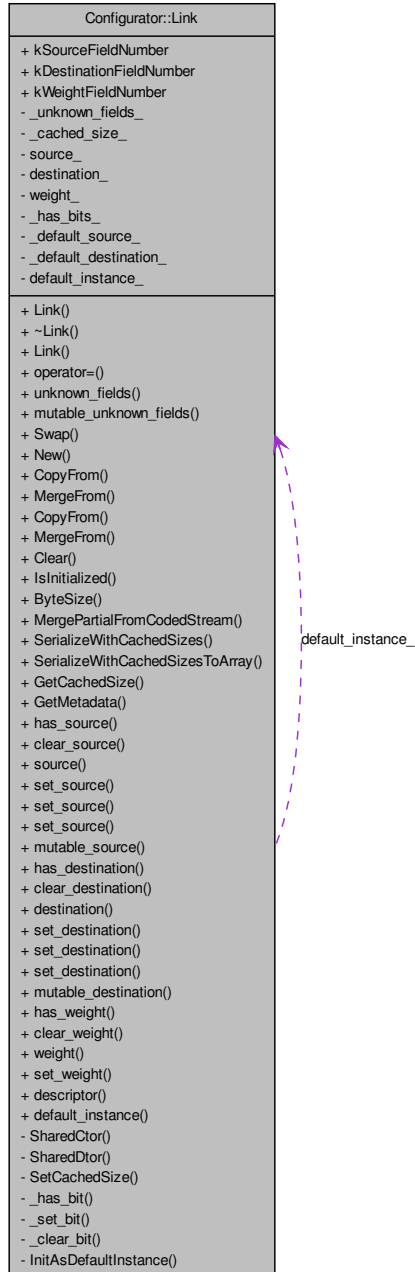 Configurator::Link
+ kSourceFieldNumber
+ kDestinationFieldNumber
+ kWeightFieldNumber
- _unknown_fields_
- _cached_size_
- source_
- destination_
- weight_
- _has_bits_
- _default_source_
- _default_destination_
- default_instance_
+ Link()
+ ~Link()
+ Link()
+ operator=()
+ unknown_fields()
+ mutable_unknown_fields()
+ Swap()
+ New()
+ CopyFrom()
+ MergeFrom()
+ CopyFrom()
+ MergeFrom()
+ Clear()
+ IsInitialized()
+ ByteSize()
+ MergePartialFromCodedStream()
+ SerializeWithCachedSizes()
+ SerializeWithCachedSizesToArray()
+ GetCachedSize()
+ GetMetadata()
+ has_source()
+ clear_source()
+ source()
+ set_source()
+ set_source()
+ set_source()
+ mutable_source()
+ has_destination()
+ clear_destination()
+ destination()
+ set_destination()
+ set_destination()
+ set_destination()
+ mutable_destination()
+ has_weight()
+ clear_weight()
+ weight()
+ set_weight()
+ descriptor()
+ default_instance()
- SharedCtor()
- SharedDtor()
- SetCachedSize()
- _has_bit()
- _set_bit()
- _clear_bit()
- InitAsDefaultInstance()
default_instance_